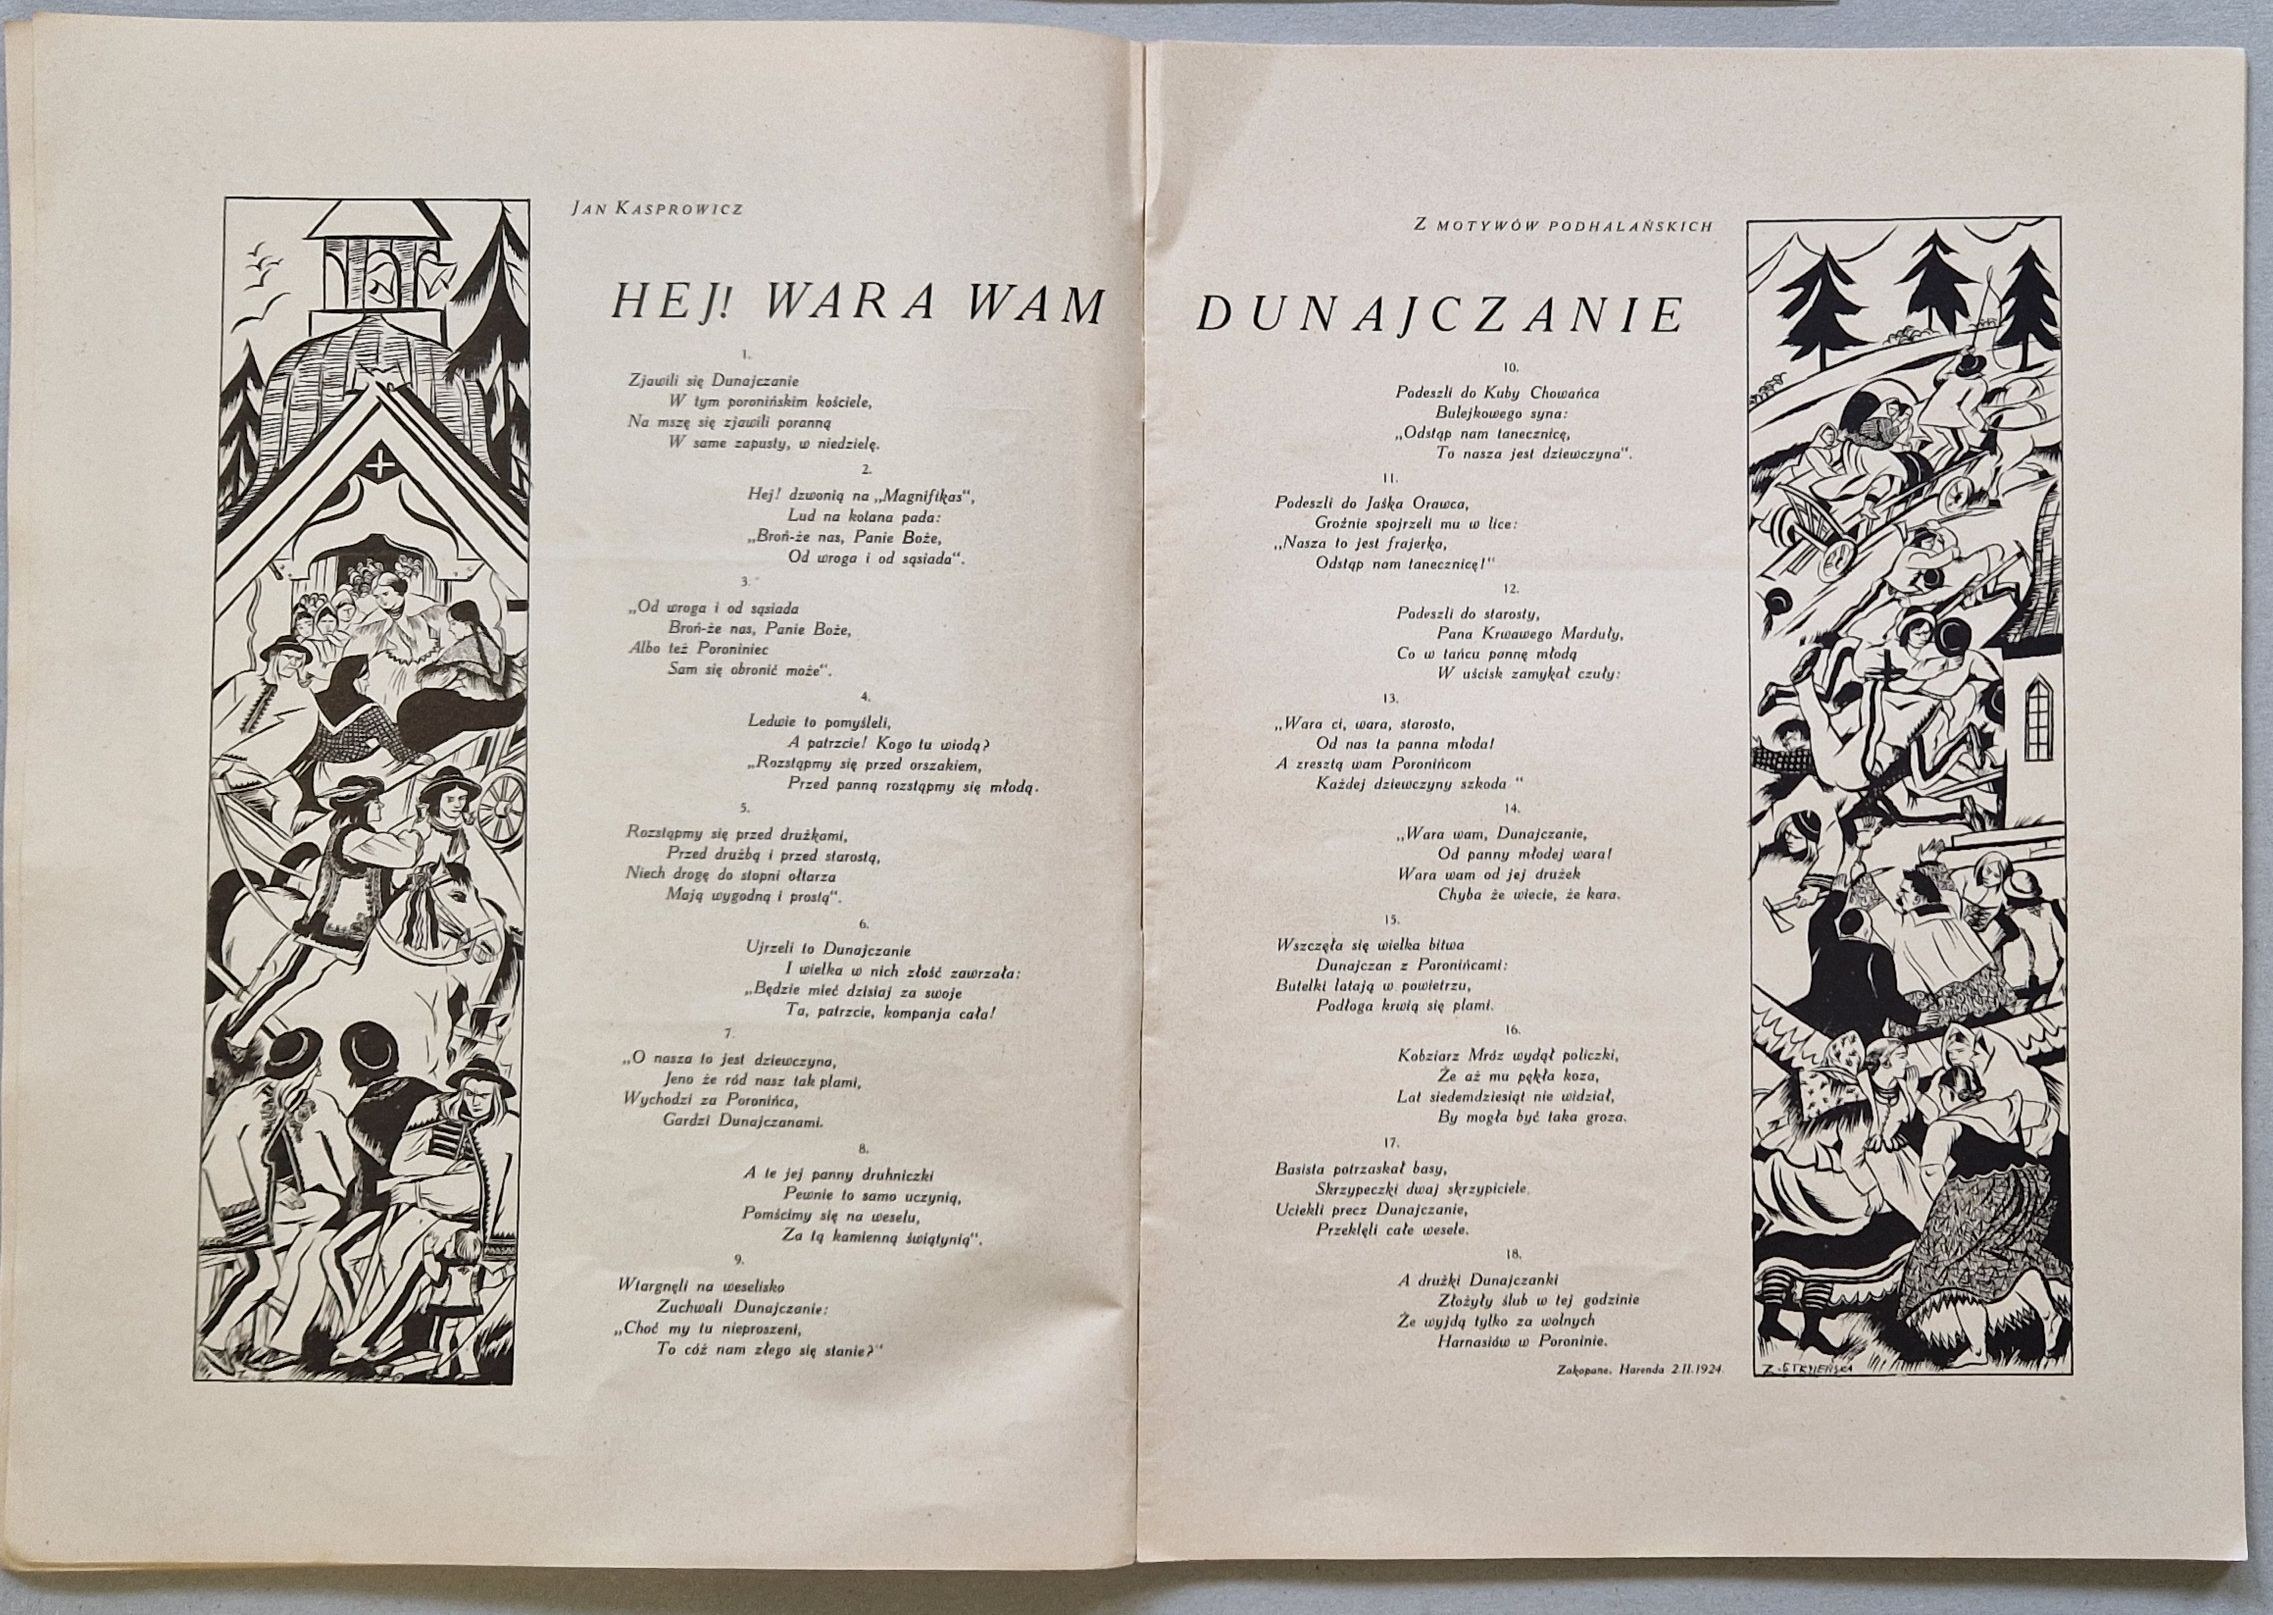 JAN KASPROWICZ
Z MOTYWÓW PODHALAŃSKICH
HEJ! WARA WAM DUNAJCZANIE
1.
Zjawili się Dunajczanie
W tym poronińskim kościele,
Na mszę się zjawili poranną
W same zapusty, w niedzielę.
2.
Hej! dzwonią na „Magnifikas“,
Lud na kolana pada:
„Broń-że nas, Panie Boże,
Od wroga i od sąsiada“.
3.
„Od wroga i od sąsiada
Broń-że nas, Panie Boże,
Albo też Poroniniec
Sam się obronić może“.
4.
Ledwie to pomyśleli,
A patrzcie! Kogo tu wiodą?
„Rozstąpmy się przed orszakiem,
Przed panną rozstąpmy się młodą.
5.
Rozstąpmy się przed drużkami,
Przed drużbą i przed starostą,
Niech drogę do stopni ołtarza
Mają wygodną i prostą“.
6.
Ujrzeli to Dunajczanie
I wielka w nich złość zawrzała:
„Będzie mieć dzisiaj za swoje
Ta, patrzcie, kompanja cała!
7.
„O nasza to jest dziewczyna,
Jeno że ród nasz tak plami,
Wychodzi za Poronińca,
Gardzi Dunajczanami.
8.
A te jej panny druhniczki
Pewnie to samo uczynią,
Pomścimy się na weselu,
Za tą kamienną świątynią“.
9.
Wtargnęli na weselisko
Zuchwali Dunajczanie:
„Choć my tu nieproszeni,
To cóż nam złego się stanie?“
10.
Podeszli do Kuby Chowańca
Bulejkowego syna:
„Odstąp nam tanecznicę,
To nasza jest dziewczyna“.
11.
Podeszli do Jaśka Orawca,
Groźnie spojrzeli mu w lice:
„Nasza to jest frajerka,
Odstąp nam tanecznicę!“
12.
Podeszli do starosty,
Pana Krwawego Marduły,
Co w tańcu pannę młodą
W uścisk zamykał czuły:
13.
„Wara ci, wara, starosto,
Od nas ta panna młoda!
A zresztą wam Poronińcom
Każdej dziewczyny szkoda “
14.
„Wara wam, Dunajczanie,
Od panny młodej wara!
Wara wam od jej drużek
Chyba że wiecie, że kara.
15.
Wszczęła się wielka bitwa
Dunajczan z Poronińcami:
Butelki latają w powietrzu,
Podłoga krwią się plami.
16.
Kobziarz Mróz wydął policzki,
Że aż mu pękła koza,
Lat siedemdziesiąt nie widział,
By mogła być taka groza.
17.
Basista potrzaskał basy,
Skrzypeczki dwaj skrzypiciele,
Uciekli precz Dunajczanie,
Przeklęli całe wesele.
18.
A drużki Dunajczanki
Złożyły ślub w tej godzinie
Że wyjdą tylko za wolnych
Harnasiów w Poroninie.
Zakopane, Harenda 2.II.1924.
Z. STRYJEŃSKA